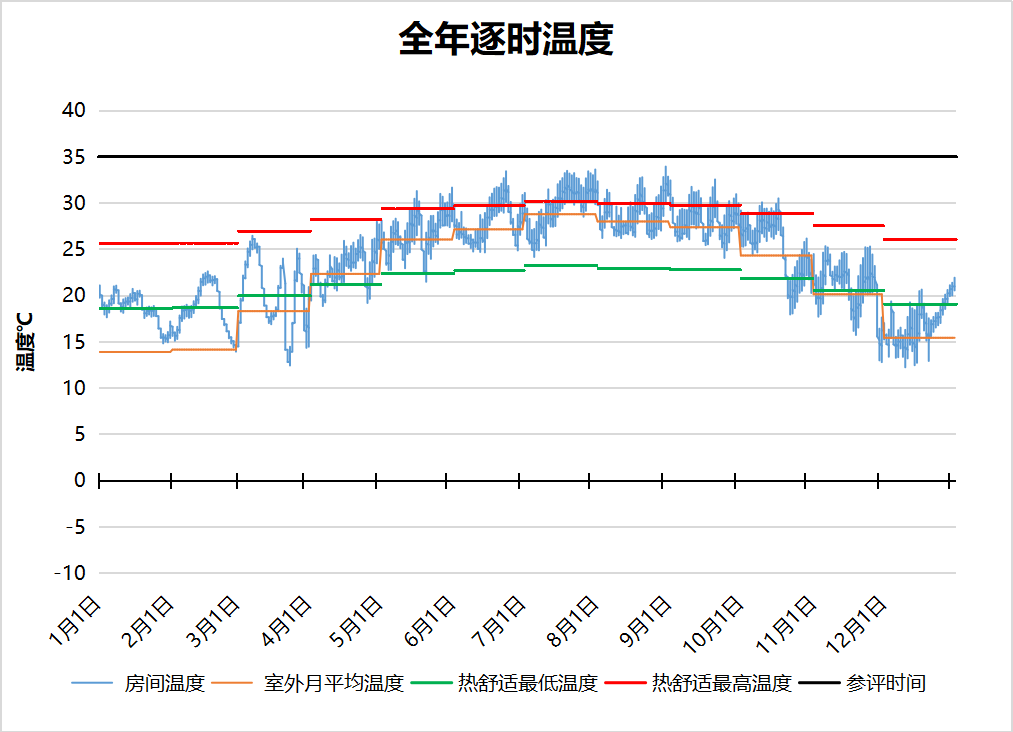 全年逐时温度
40
35
30
25
20
15
10
5
0
-5
-10
温度℃
1月1日
2月1日
3月1日
4月1日
5月1日
6月1日
7月1日
8月1日
9月1日
10月1日
11月1日
12月1日
房间温度 室外月平均温度 热舒适最低温度 热舒适最高温度 参评时间